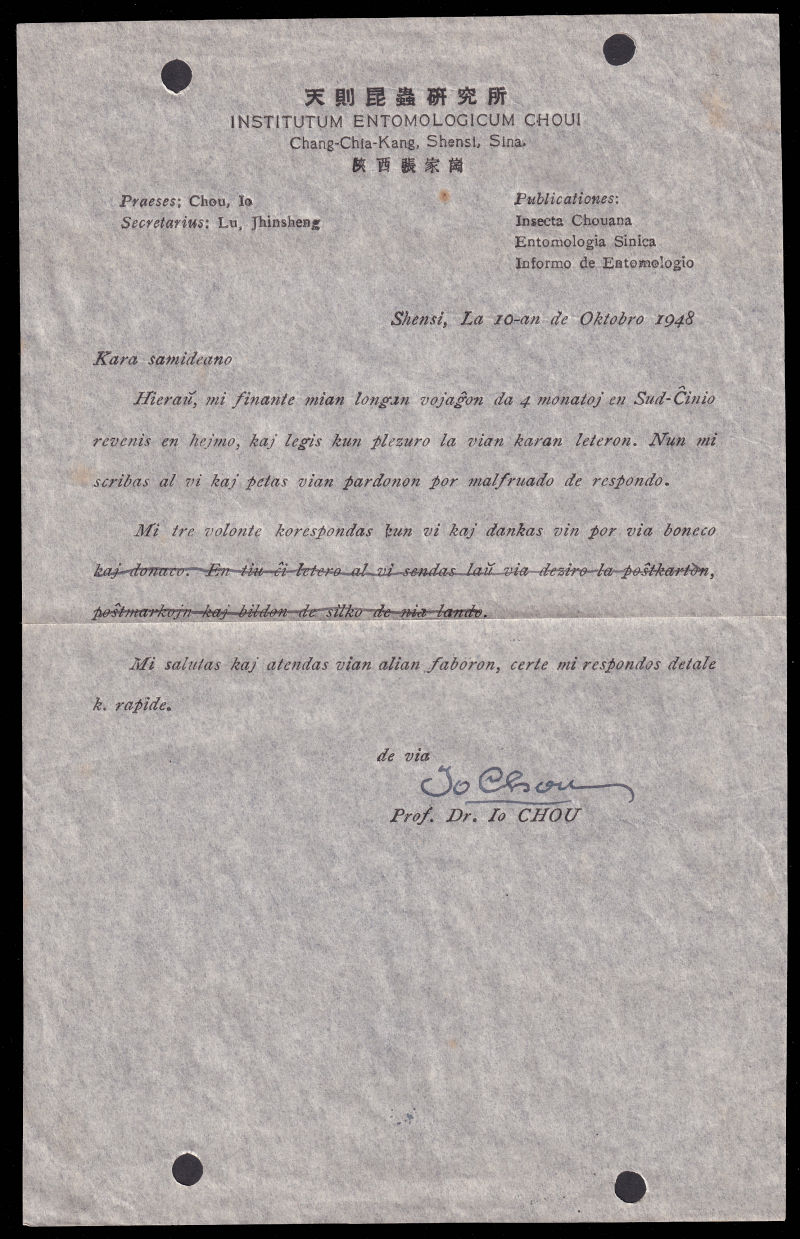 天則昆蟲研究所
INSTITUTUM ENTOMOLOGICUM CHOUI
Chang-Chia-Kang, Shensi, Sina.
陝西張家崗
Praeses: Chou, Io
Secretarius: Lu, Jhinsheng
Publicationes:
Insecta Chouana
Entomologia Sinica
Informo de Entomologio
Shensi, La 10-an de Oktobro 1948
Kara samideano
Hieraŭ, mi finante mian longan vojaĝon da 4 monatoj en Sud-Ĉinio
revenis en hejmo, kaj legis kun plezuro la vian karan leteron. Nun mi
scribas al vi kaj petas vian pardonon por malfruado de respondo.
Mi tre volonte korespondas kun vi kaj dankas vin por via boneco
kaj donaco. En tiu ĉi letero al vi sendas laŭ via deziro la poŝtkartôn,
poŝtmarkojn kaj bildon de silko de nia lando.
Mi salutas kaj atendas vian alian faboron, certe mi respondos detale
k. rapide.
de via
Io Chou
Prof. Dr. Io CHOU